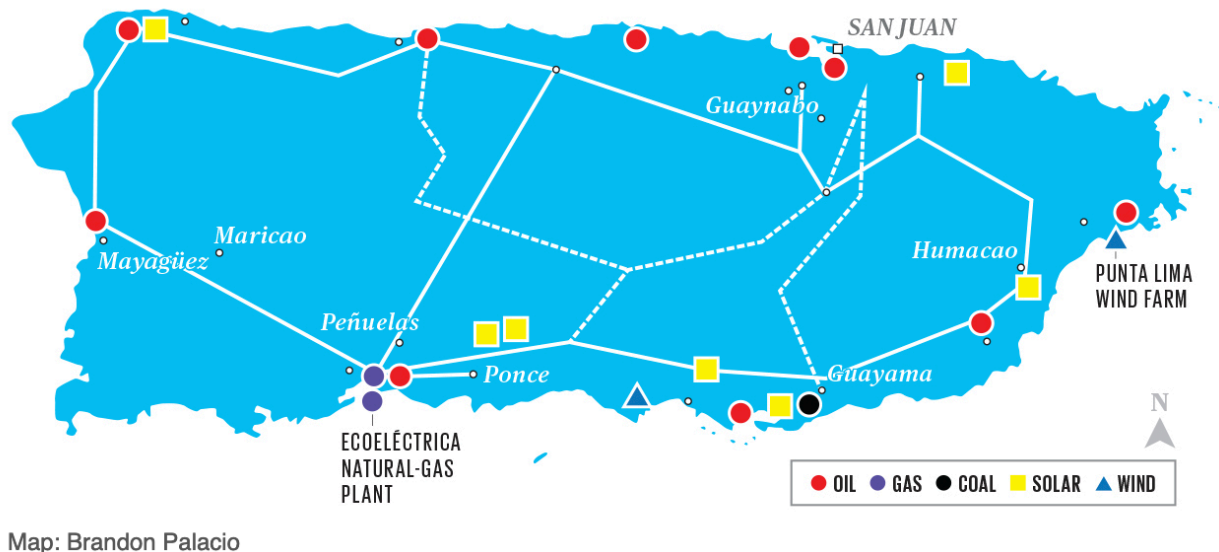 SAN JUAN
Guaynabo
Maricao
Mayagüez
Humacao
PUNTA LIMA
WIND FARM
Peñuelas
Ponce
Guayama
N
ECOELÉCTRICA
NATURAL-GAS
PLANT
OIL GAS COAL SOLAR WIND
Map: Brandon Palacio